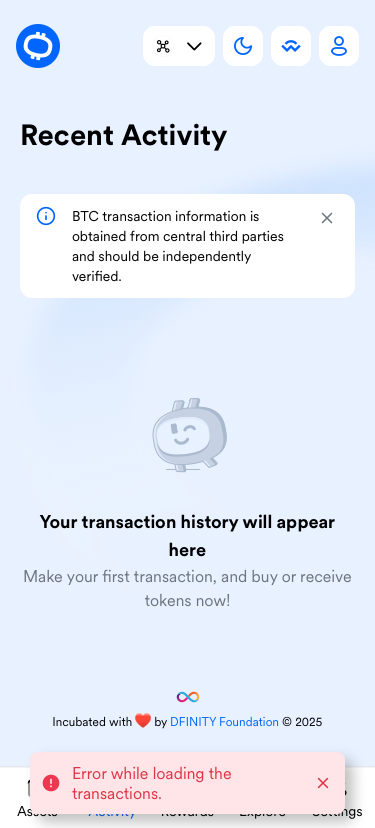 Recent Activity
BTC transaction information is
obtained from central third parties
and should be independently
verified.
Your transaction history will appear
here
Make your first transaction, and buy or receive
tokens now!
Incubated with ❤️ by DFINITY Foundation © 2025
Error while loading the
transactions.
Assets Activity Rewards Explore Settings